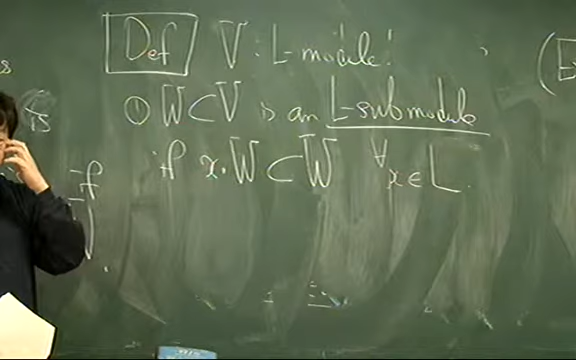 Def V : L-module
① W ⊂ V is an L-submodule
if x·W ⊂ W ∀x ∈ L.